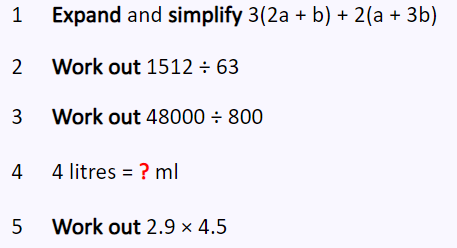 1 Expand and simplify 3(2a + b) + 2(a + 3b)
2 Work out 1512 ÷ 63
3 Work out 48000 ÷ 800
4 4 litres = ? ml
5 Work out 2.9 × 4.5